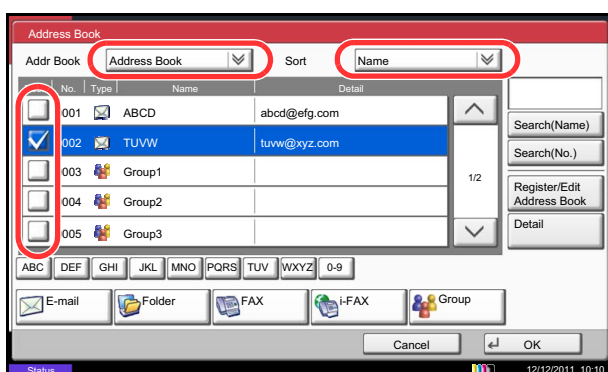 Address Book
Addr Book Address Book Sort Name
No. Type Name Detail
001 ABCD abcd@efg.com
002 TUVW tuvw@xyz.com
003 Group1
004 Group2
005 Group3
1/2
Search(Name)
Search(No.)
Register/Edit
Address Book
Detail
ABC DEF GHI JKL MNO PQRS TUV WXYZ 0-9
E-mail Folder FAX i-FAX Group
Cancel OK
Status 12/12/2011 10:10